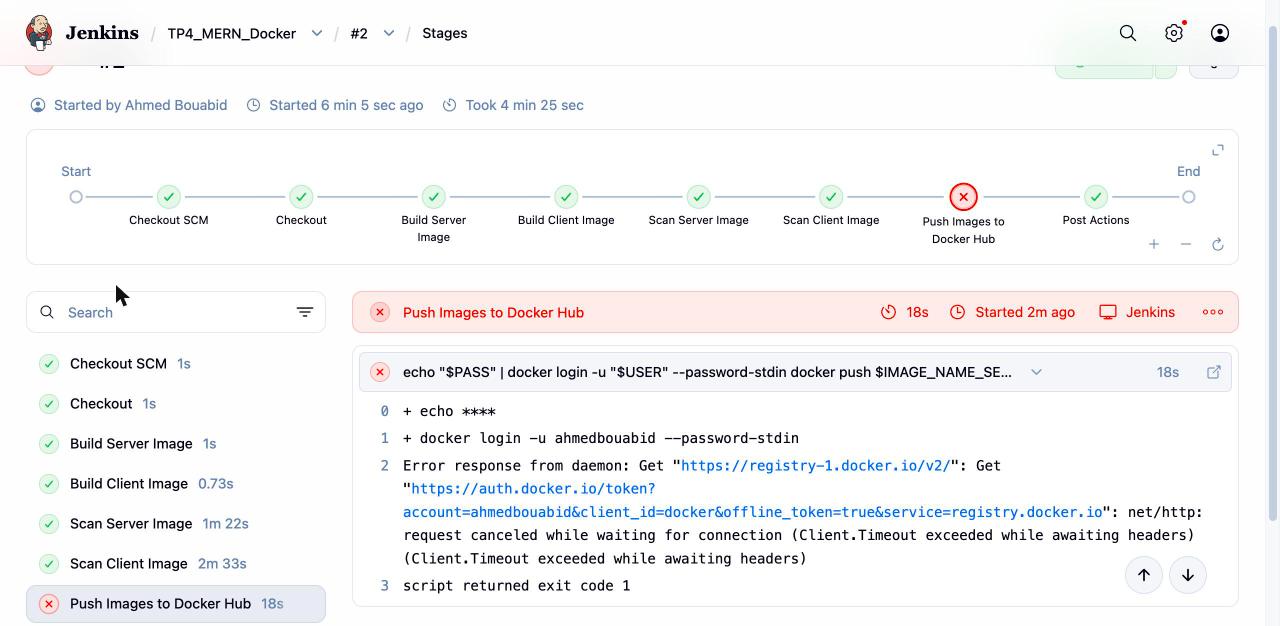 Jenkins / TP4_MERN_Docker / #2 / Stages
Started by Ahmed Bouabid Started 6 min 5 sec ago Took 4 min 25 sec
Start
End
Checkout SCM
Checkout
Build Server
Image
Build Client Image
Scan Server Image
Scan Client Image
Push Images to
Docker Hub
Post Actions
Search
Checkout SCM 1s
Checkout 1s
Build Server Image 1s
Build Client Image 0.73s
Scan Server Image 1m 22s
Scan Client Image 2m 33s
Push Images to Docker Hub 18s
Push Images to Docker Hub 18s Started 2m ago Jenkins
echo "$PASS" | docker login -u "$USER" --password-stdin docker push $IMAGE_NAME_SE... 18s
0 + echo ****
1 + docker login -u ahmedbouabid --password-stdin
2 Error response from daemon: Get "https://registry-1.docker.io/v2/": Get
"https://auth.docker.io/token?
account=ahmedbouabid&client_id=docker&offline_token=true&service=registry.docker.io": net/http:
request canceled while waiting for connection (Client.Timeout exceeded while awaiting headers)
(Client.Timeout exceeded while awaiting headers)
3 script returned exit code 1